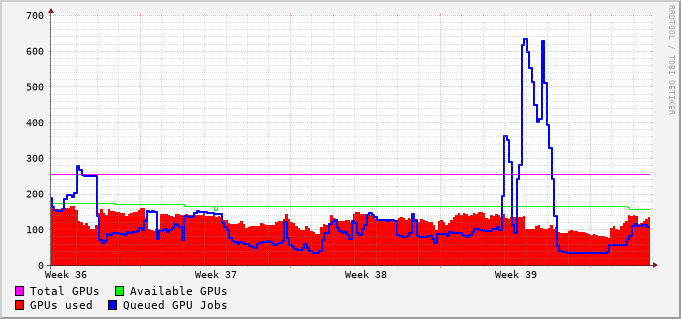 700
600
500
400
300
200
100
0
Week 36 Week 37 Week 38 Week 39
Total GPUs Available GPUs
GPUs used Queued GPU Jobs
RRDTOOL / TOBI OETIKER